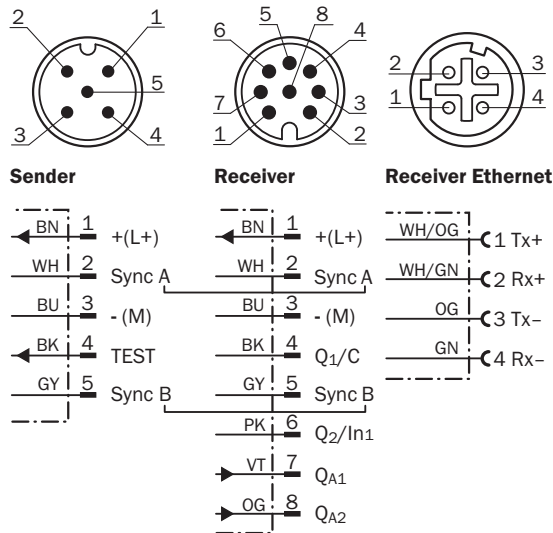 2 1
5
3 4
5 8
6 4
7 3
1 2
2 3
1 4
Sender
BN 1 +(L+)
WH 2 Sync A
BU 3 - (M)
BK 4 TEST
GY 5 Sync B
Receiver
BN 1 +(L+)
WH 2 Sync A
BU 3 - (M)
BK 4 Q1/C
GY 5 Sync B
PK 6 Q2/In1
VT 7 QA1
OG 8 QA2
Receiver Ethernet
WH/OG 1 Tx+
WH/GN 2 Rx+
OG 3 Tx–
GN 4 Rx–